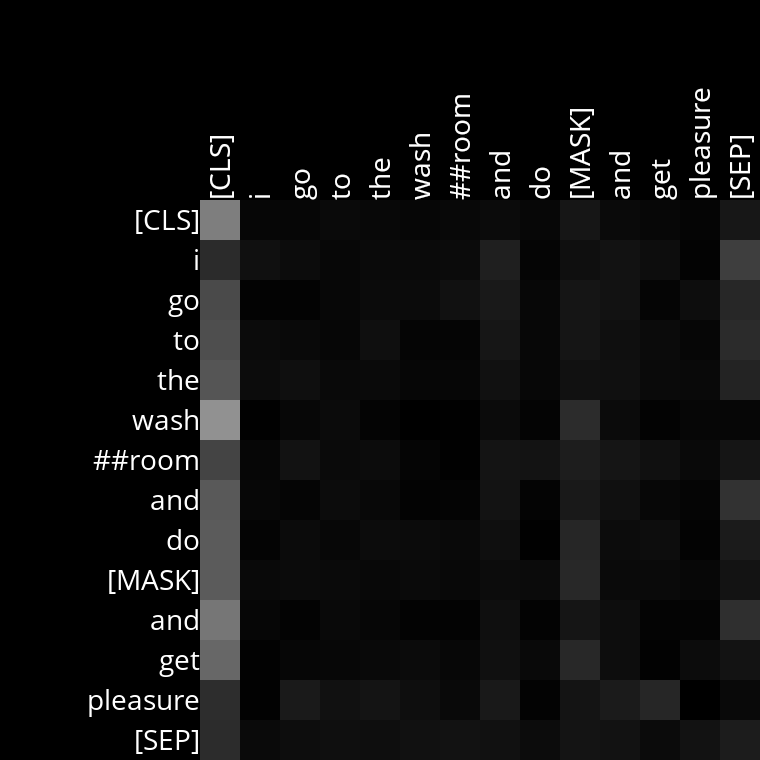 [CLS] i go to the wash ##room and do [MASK] and get pleasure [SEP]
[CLS]
i
go
to
the
wash
##room
and
do
[MASK]
and
get
pleasure
[SEP]